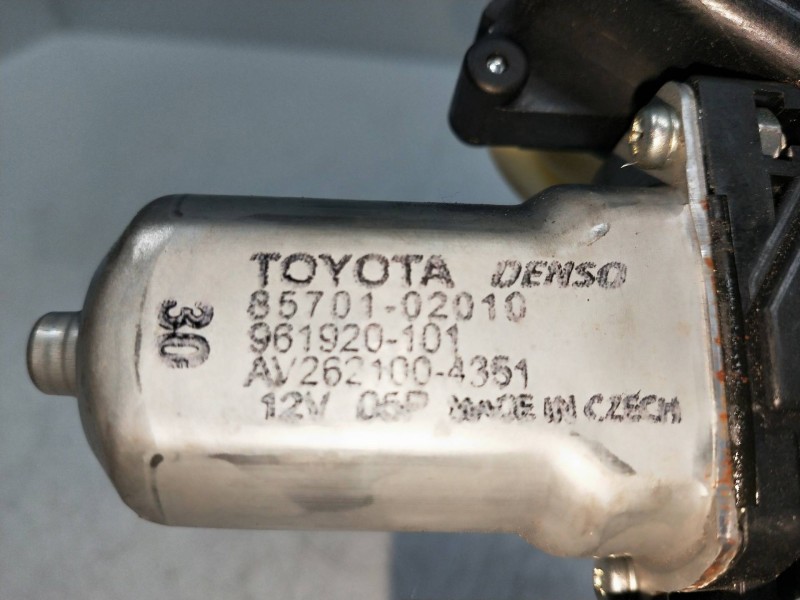 TOYOTA DENSO
85701-02010
961920-101
AV262100-4351
12V 05P MADE IN CZECH
30